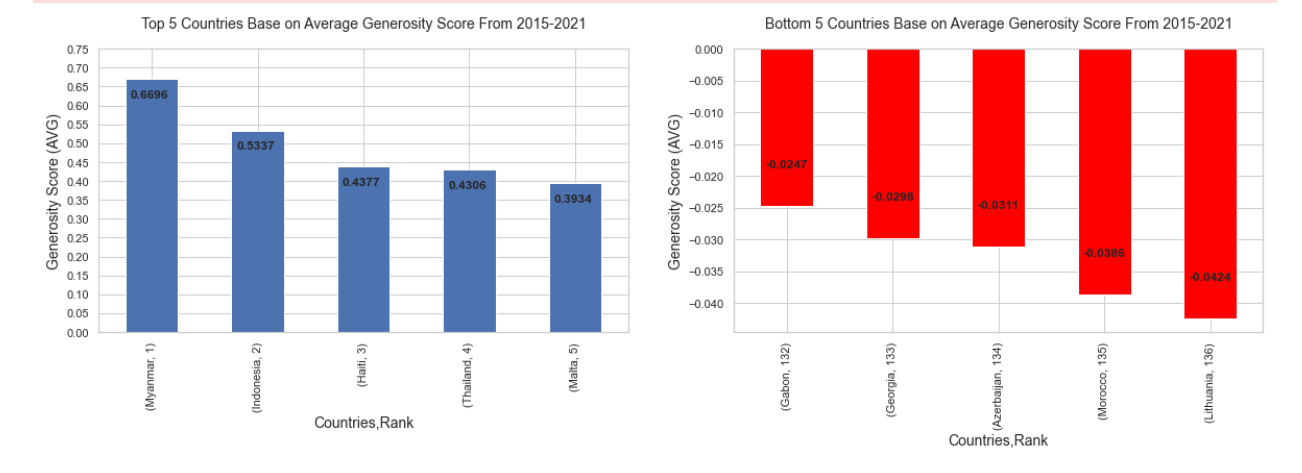 Top 5 Countries Base on Average Generosity Score From 2015-2021
Generosity Score (AVG)
0.75
0.70
0.65
0.60
0.55
0.50
0.45
0.40
0.35
0.30
0.25
0.20
0.15
0.10
0.05
0.00
0.6696
0.5337
0.4377
0.4306
0.3934
(Myanmar, 1)
(Indonesia, 2)
(Haiti, 3)
(Thailand, 4)
(Malta, 5)
Countries,Rank
Bottom 5 Countries Base on Average Generosity Score From 2015-2021
Generosity Score (AVG)
0.000
−0.005
−0.010
−0.015
−0.020
−0.025
−0.030
−0.035
−0.040
-0.0247
-0.0298
-0.0311
-0.0386
-0.0424
(Gabon, 132)
(Georgia, 133)
(Azerbaijan, 134)
(Morocco, 135)
(Lithuania, 136)
Countries,Rank